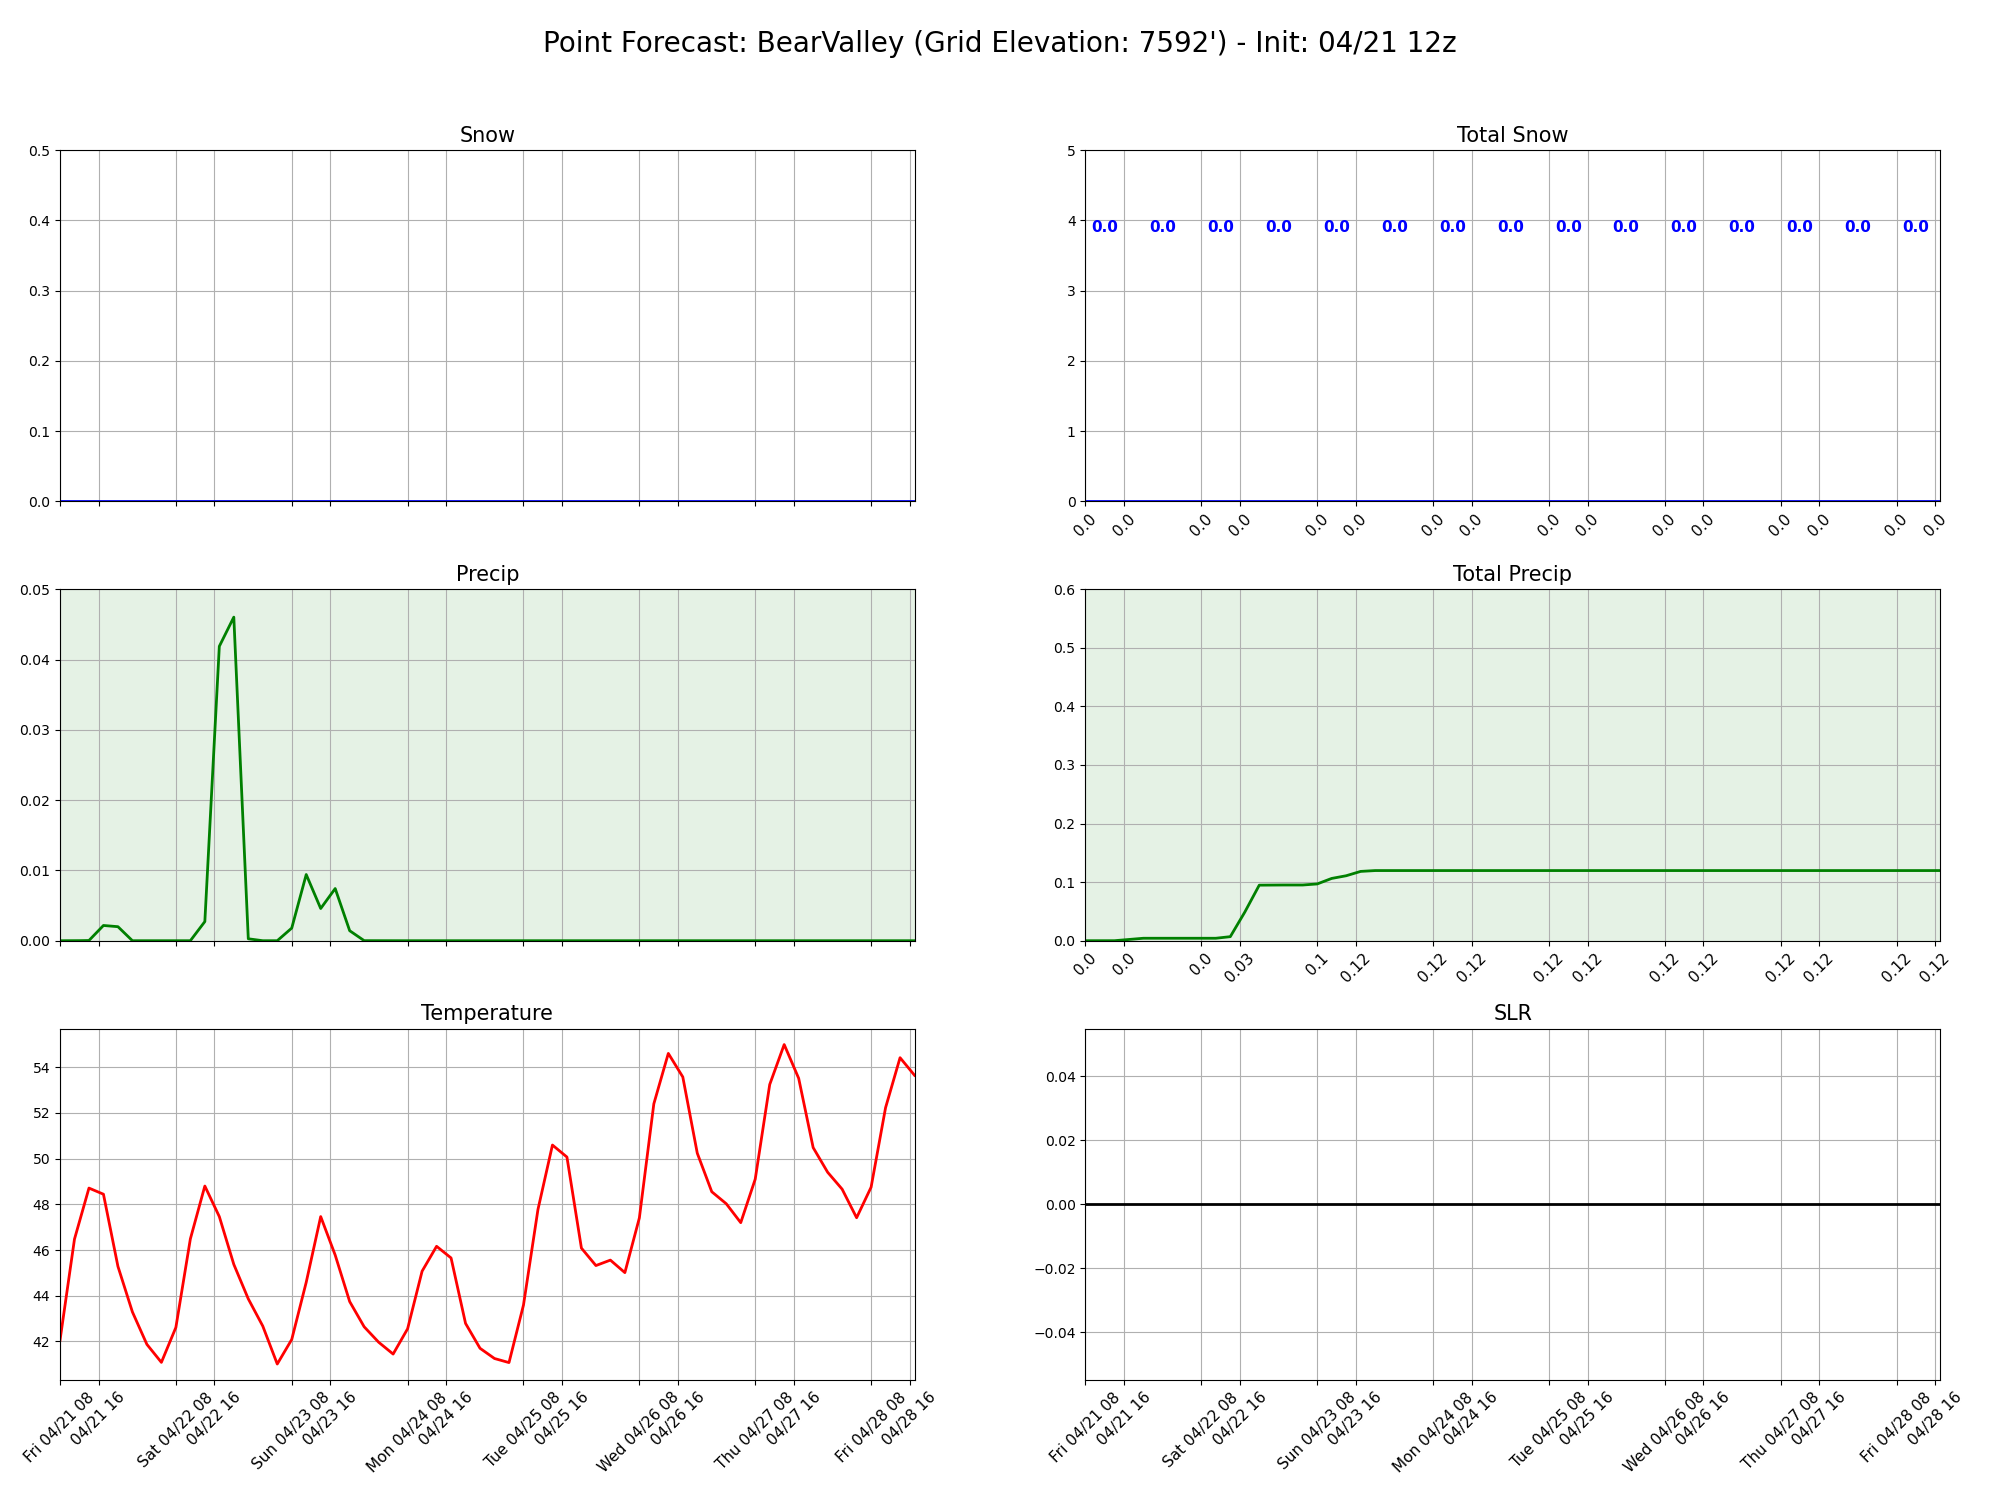 Point Forecast: BearValley (Grid Elevation: 7592') - Init: 04/21 12z
Snow
0.5
0.4
0.3
0.2
0.1
0.0
Total Snow
5
4
3
2
1
0
0.0 0.0 0.0 0.0 0.0 0.0 0.0 0.0 0.0 0.0 0.0 0.0 0.0 0.0 0.0
0.0 0.0 0.0 0.0 0.0 0.0 0.0 0.0 0.0 0.0 0.0 0.0 0.0 0.0 0.0 0.0
Precip
0.05
0.04
0.03
0.02
0.01
0.00
Total Precip
0.6
0.5
0.4
0.3
0.2
0.1
0.0
0.0 0.0 0.0 0.03 0.1 0.12 0.12 0.12 0.12 0.12 0.12 0.12 0.12 0.12 0.12 0.12
Temperature
54
52
50
48
46
44
42
Fri 04/21 08
04/21 16
Sat 04/22 08
04/22 16
Sun 04/23 08
04/23 16
Mon 04/24 08
04/24 16
Tue 04/25 08
04/25 16
Wed 04/26 08
04/26 16
Thu 04/27 08
04/27 16
Fri 04/28 08
04/28 16
SLR
0.04
0.02
0.00
−0.02
−0.04
Fri 04/21 08
04/21 16
Sat 04/22 08
04/22 16
Sun 04/23 08
04/23 16
Mon 04/24 08
04/24 16
Tue 04/25 08
04/25 16
Wed 04/26 08
04/26 16
Thu 04/27 08
04/27 16
Fri 04/28 08
04/28 16